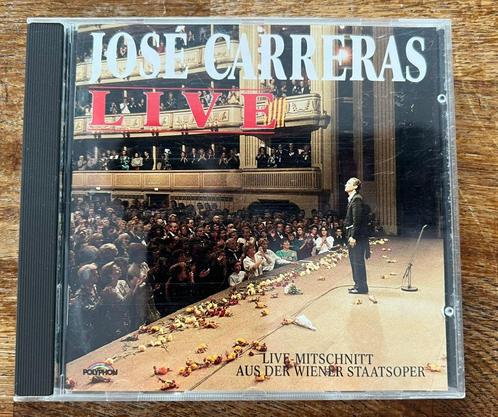 JOSÉ CARRERAS
LIVE
LIVE-MITSCHNITT
AUS DER WIENER STAATSOPER
POLYPHON